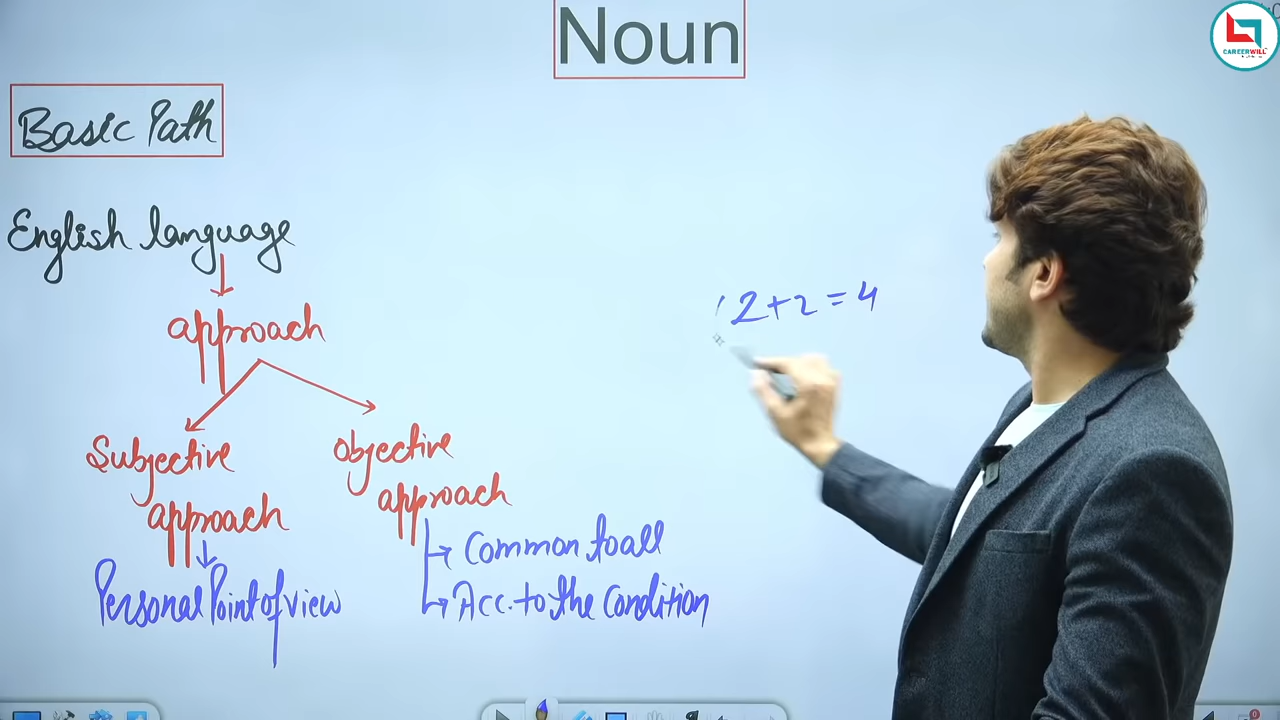 Noun
CAREERWILL
Basic Path
English language
approach
Subjective
approach
Personal Point of view
Objective
approach
Common to all
Acc. to the Condition
2+2=4